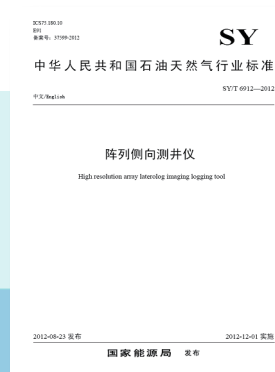 ICS75.180.10
E91
备案号：37599-2012
SY
中华人民共和国石油天然气行业标准
SY/T 6912—2012
中文/English
阵列侧向测井仪
High resolution array laterolog imaging logging tool
2012-08-23 发布
2012-12-01 实施
国家能源局 发布